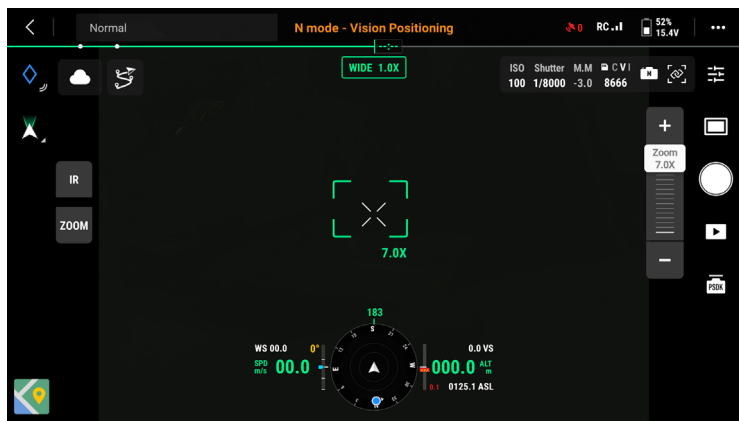 Normal
N mode - Vision Positioning
0
RC
52%
15.4V
--:--
WIDE 1.0X
ISO Shutter M.M C V I
100 1/8000 -3.0 8666
N
IR
ZOOM
+
Zoom
7.0X
−
7.0X
PSDK
183
S
E
W
WS 00.0
0°
SPD
m/s
00.0
0.0 VS
000.0
ALT
m
0.1
0125.1 ASL